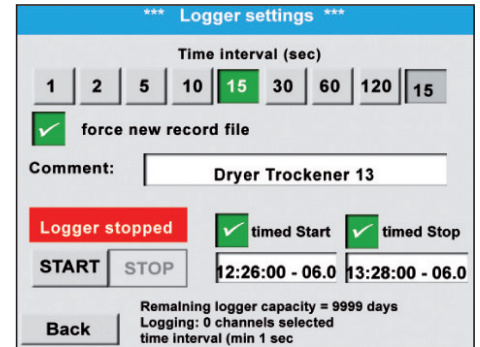 *** Logger settings ***
Time interval (sec)
1 2 5 10 15 30 60 120 15
force new record file
Comment: Dryer Trockener 13
Logger stopped timed Start timed Stop
START STOP 12:26:00 - 06.0 13:28:00 - 06.0
Remaining logger capacity = 9999 days
Logging: 0 channels selected
Back
time interval (min 1 sec